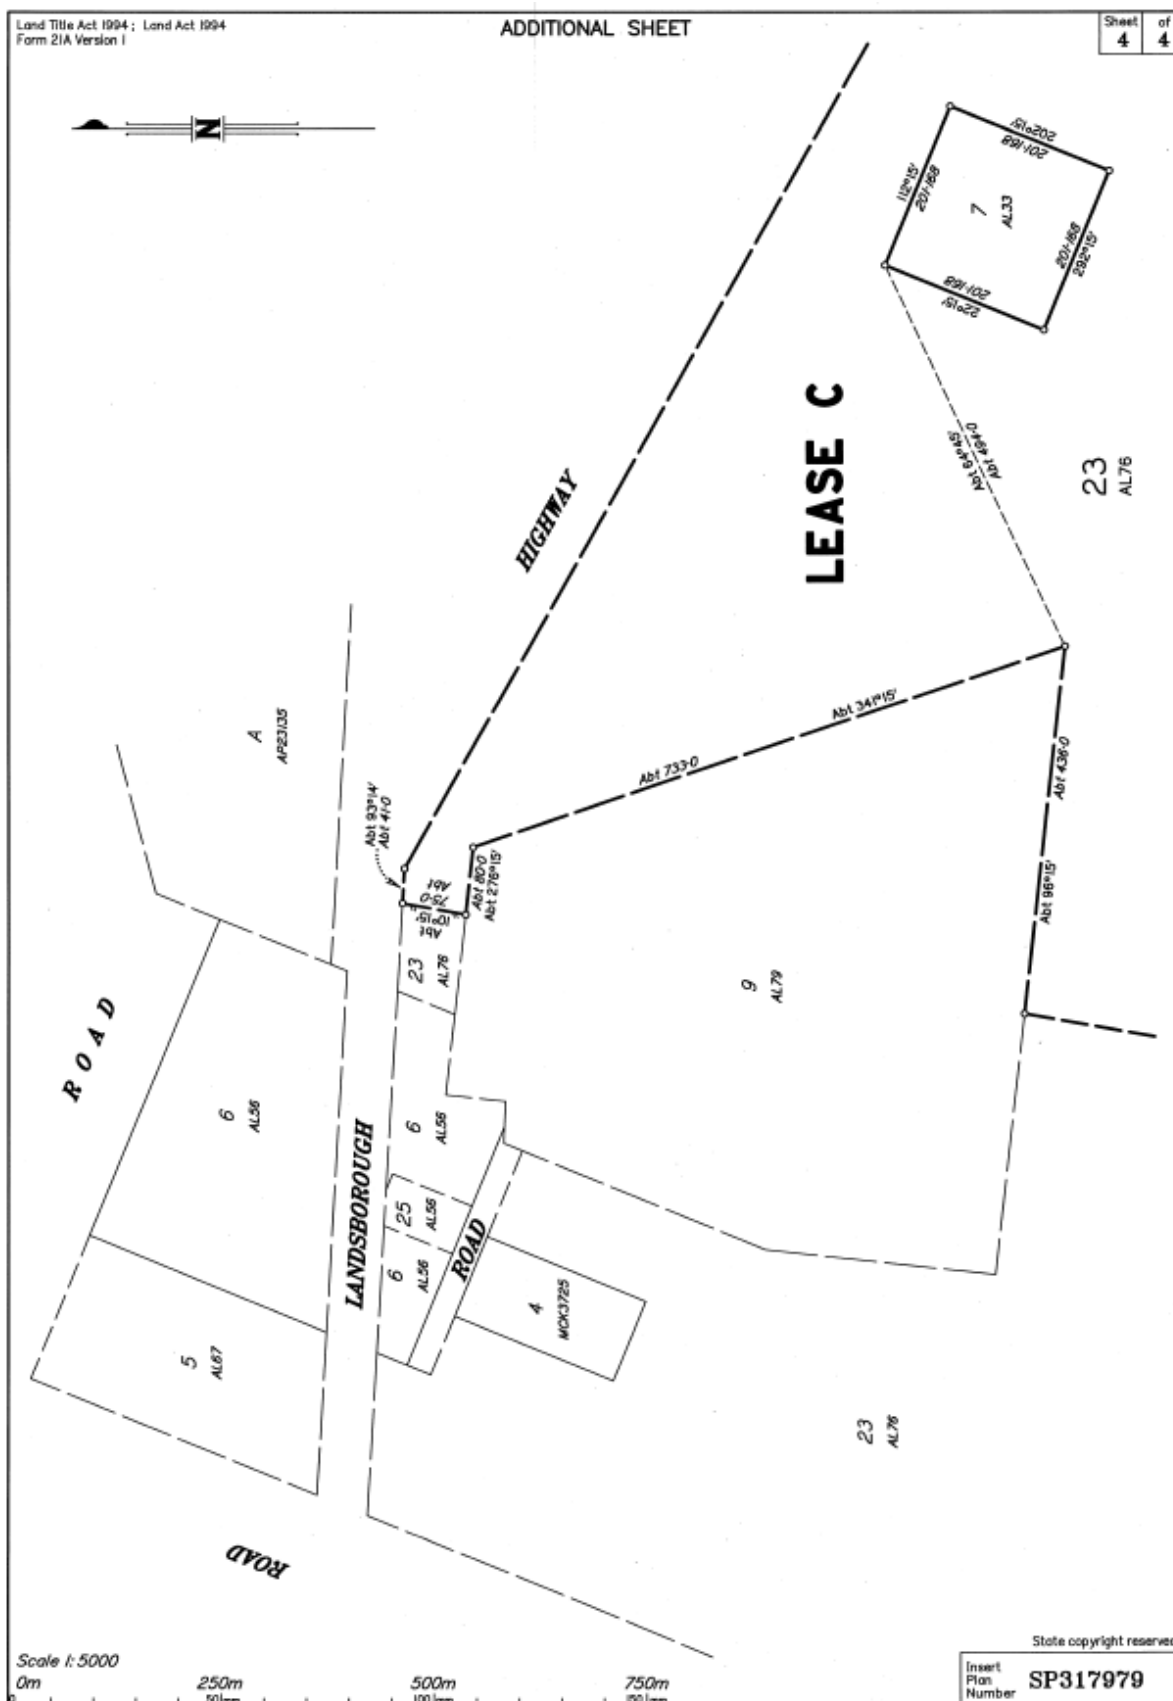 Land Title Act 1994 ; Land Act 1994
Form 21A Version 1
ADDITIONAL SHEET
Sheet of
4 4
N
202°15'
201·168
112°15'
201·168
7
AL33
201·168
292°15'
201·168
22°15'
LEASE C
Abt 64°45'
Abt 494·0
23
AL76
HIGHWAY
Abt 341°15'
Abt 733·0
A
AP23135
Abt 436·0
Abt 96°15'
Abt 93°14'
Abt 41·0
Abt
75·0
10°15'
Abt
Abt 80·0
Abt 276°15'
23
AL76
9
AL79
ROAD
6
AL56
6
AL56
LANDSBOROUGH
25
AL56
ROAD
6
AL56
4
MCK3725
5
AL67
23
AL76
ROAD
Scale 1:5000
0m 250m 500m 750m
0 50mm 100mm 150mm
State copyright reserved
Insert
Plan
Number
SP317979